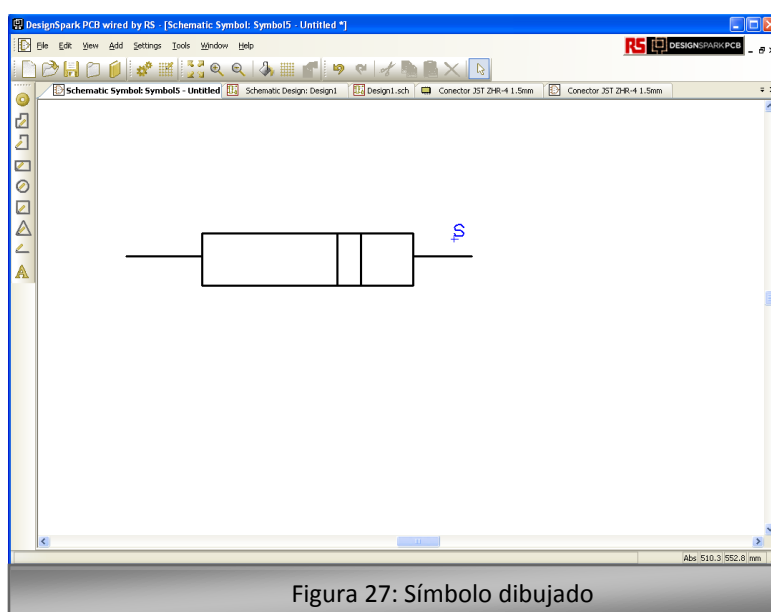 DesignSpark PCB wired by RS - [Schematic Symbol: Symbol5 - Untitled *]
File Edit View Add Settings Tools Window Help
RS DESIGNSPARKPCB
Schematic Symbol: Symbol5 - Untitled Schematic Design: Design1 Design1.sch Conector JST ZHR-4 1.5mm Conector JST ZHR-4 1.5mm
S
Abs 510.3 552.8 mm
Figura 27: Símbolo dibujado